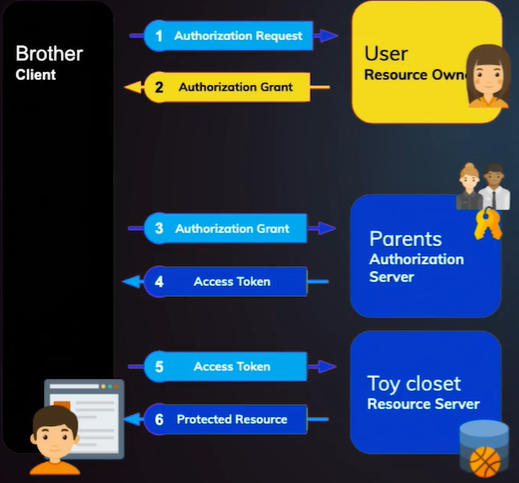 Brother
Client
1 Authorization Request
2 Authorization Grant
User
Resource Owne
3 Authorization Grant
4 Access Token
Parents
Authorization
Server
5 Access Token
6 Protected Resource
Toy closet
Resource Server